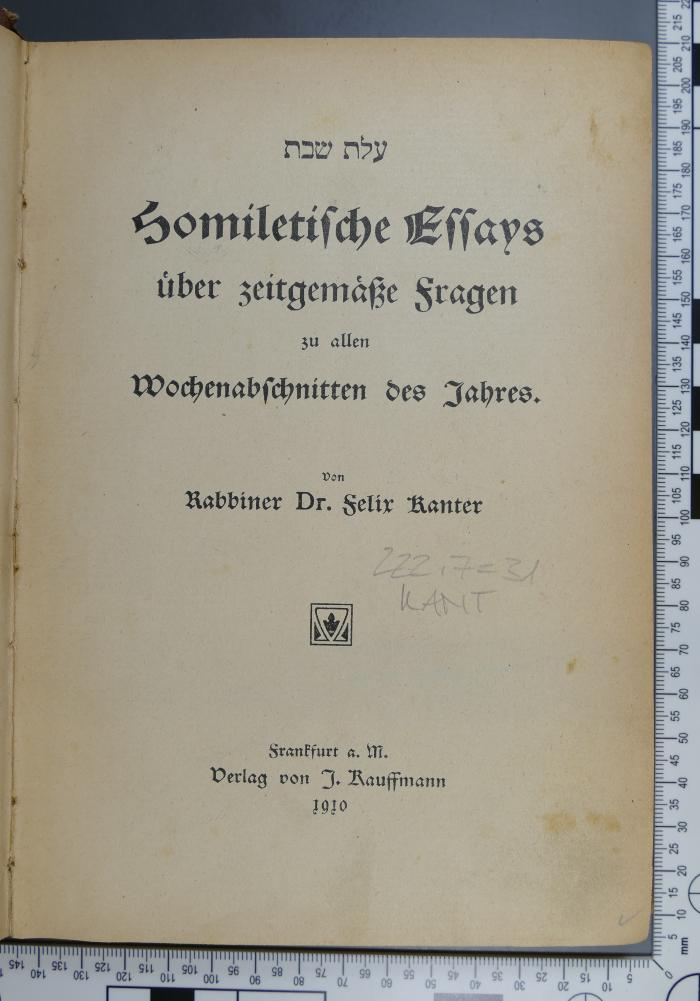 עלת שבת
Homiletische Essays
über zeitgemäße Fragen
zu allen
Wochenabschnitten des Jahres.
von
Rabbiner Dr. Felix Kanter
222.7=31
KANT
Frankfurt a. M.
Verlag von J. Kauffmann
1910